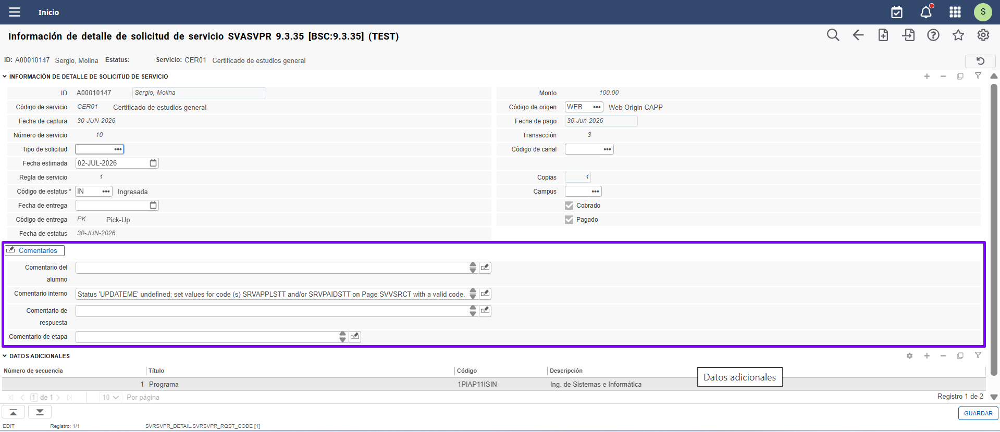 Inicio
S
Información de detalle de solicitud de servicio SVASVPR 9.3.35 [BSC:9.3.35] (TEST)
ID: A00010147 Sergio, Molina Estatus: Servicio: CER01 Certificado de estudios general
INFORMACIÓN DE DETALLE DE SOLICITUD DE SERVICIO
ID A00010147 Sergio, Molina Monto 100.00
Código de servicio CER01 Certificado de estudios general Código de origen WEB Web Origin CAPP
Fecha de captura 30-JUN-2026 Fecha de pago 30-Jun-2026
Número de servicio 10 Transacción 3
Tipo de solicitud Código de canal
Fecha estimada 02-JUL-2026
Regla de servicio 1 Copias 1
Código de estatus * IN Ingresada Campus
Fecha de entrega Cobrado
Código de entrega PK Pick-Up Pagado
Fecha de estatus 30-JUN-2026
Comentarios
Comentario del
alumno
Comentario interno Status 'UPDATEME' undefined; set values for code (s) SRVAPPLSTT and/or SRVPAIDSTT on Page SVVSRCT with a valid code.
Comentario de
respuesta
Comentario de etapa
DATOS ADICIONALES
Número de secuencia Título Código Descripción
Datos adicionales
1 Programa 1PIAP11ISIN Ing. de Sistemas e Informática
1 de 1 10 Por página Registro 1 de 2
GUARDAR
EDIT Registro: 1/1 SVRSVPR_DETAIL.SVRSVPR_RQST_CODE [1]